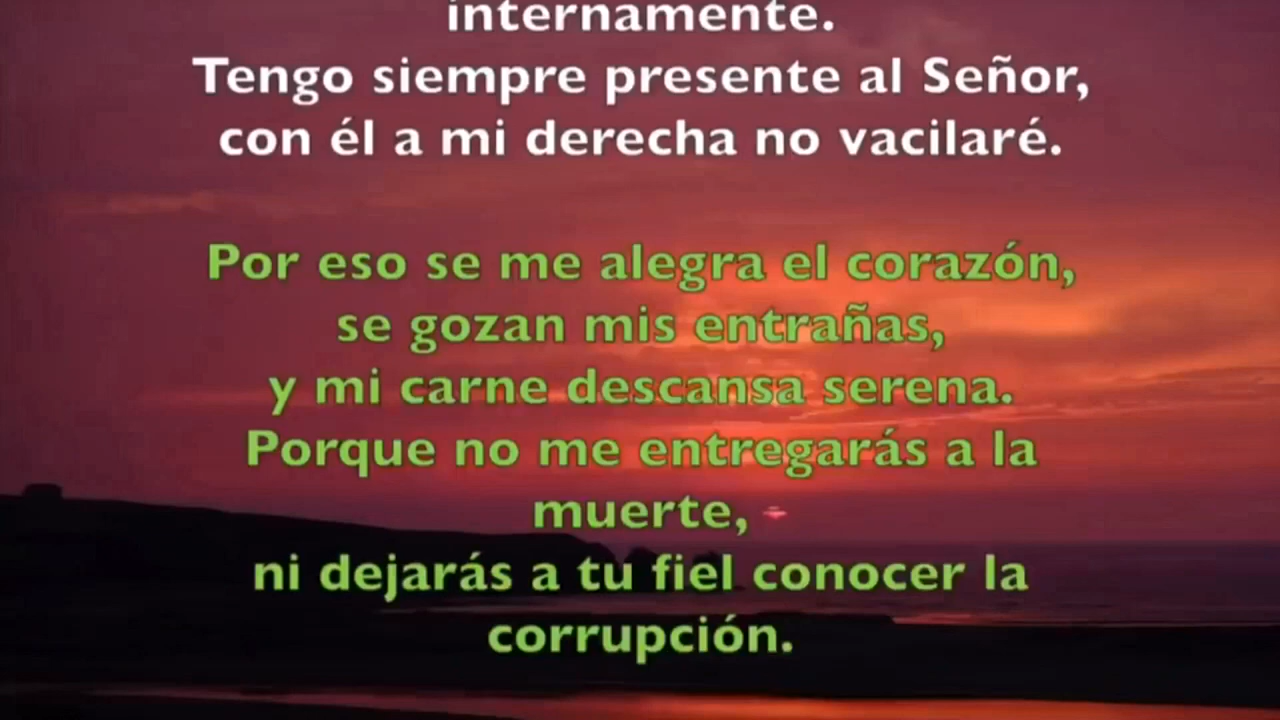 internamente.
Tengo siempre presente al Señor,
con él a mi derecha no vacilaré.
Por eso se me alegra el corazón,
se gozan mis entrañas,
y mi carne descansa serena.
Porque no me entregarás a la
muerte,
ni dejarás a tu fiel conocer la
corrupción.